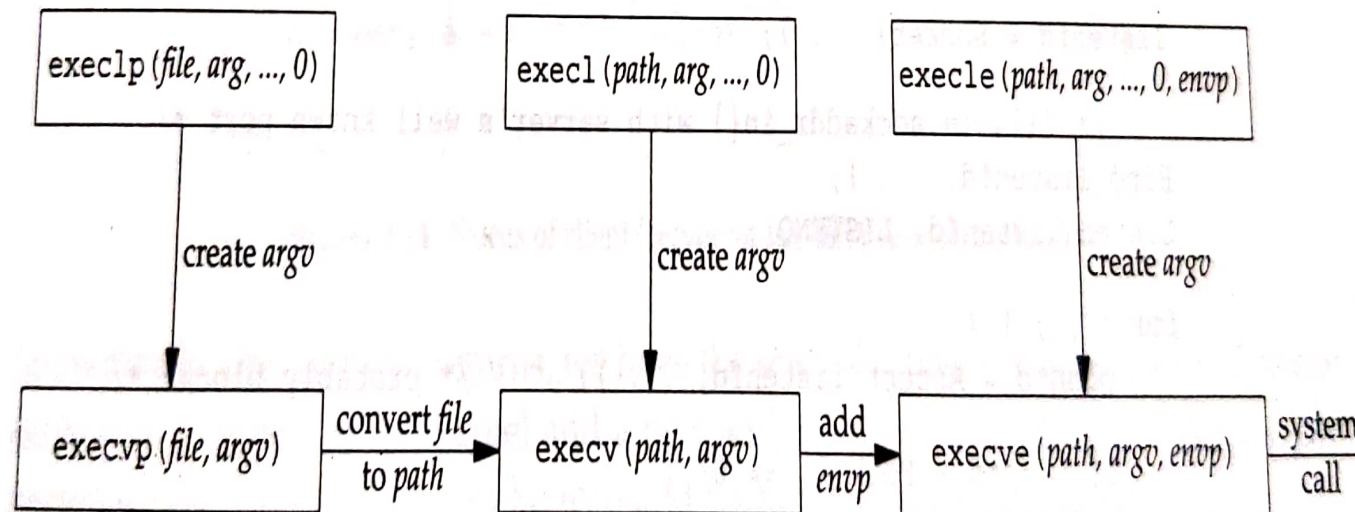 execlp (file, arg, ..., 0)
execl (path, arg, ..., 0)
execle (path, arg, ..., 0, envp)
create argv
create argv
create argv
execvp (file, argv)
convert file
to path
execv (path, argv)
add
envp
execve (path, argv, envp)
system
call